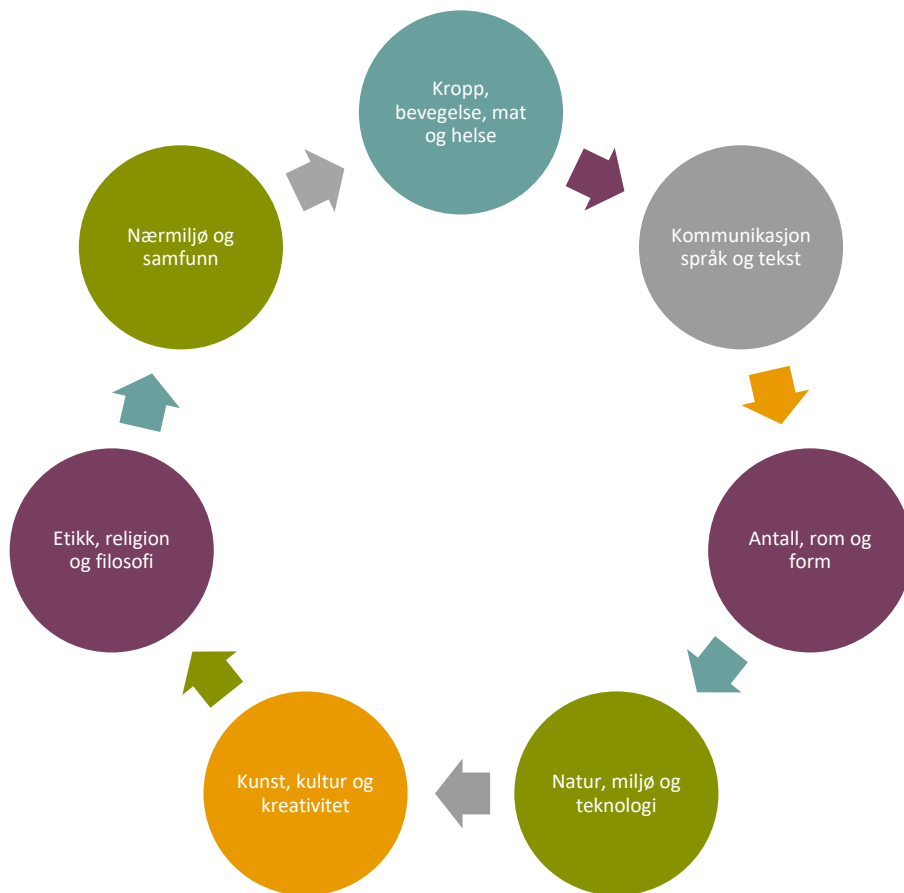 Kropp,
bevegelse, mat
og helse
Kommunikasjon
språk og tekst
Antall, rom og
form
Natur, miljø og
teknologi
Kunst, kultur og
kreativitet
Etikk, religion
og filosofi
Nærmiljø og
samfunn